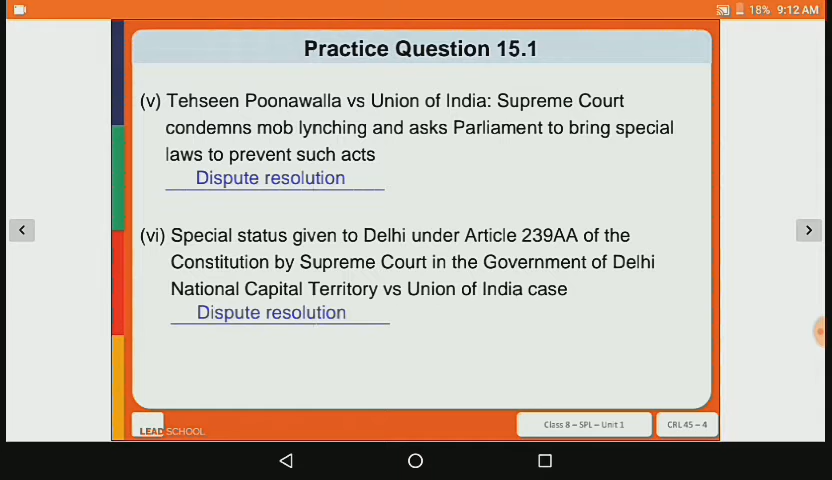 18% 9:12 AM
Practice Question 15.1
(v) Tehseen Poonawalla vs Union of India: Supreme Court
condemns mob lynching and asks Parliament to bring special
laws to prevent such acts
Dispute resolution
(vi) Special status given to Delhi under Article 239AA of the
Constitution by Supreme Court in the Government of Delhi
National Capital Territory vs Union of India case
Dispute resolution
LEAD SCHOOL
Class 8 – SPL – Unit 1
CRL 45 – 4